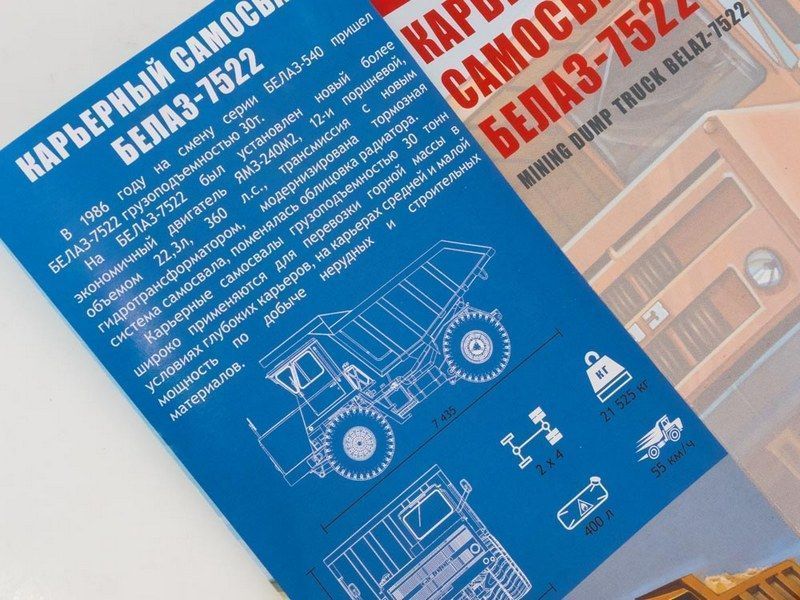 КАРЬЕРНЫЙ
БЕЛАЗ-7522
В 1986 году на смену серии БЕЛАЗ-540 пришел
БЕЛАЗ-7522 грузоподъемностью 30т.
На БЕЛАЗ-7522 был установлен новый более
экономичный двигатель ЯМЗ-240М2, 12-и поршневой,
объемом 22,3л, 360 л.с., трансмиссия с новым
гидротрансформатором, модернизирована тормозная
система самосвала, поменялась облицовка радиатора.
Карьерные самосвалы грузоподъемностью 30 тонн
широко применяются для перевозки горной массы в
условиях глубоких карьеров, на карьерах средней и малой
мощность по добыче нерудных и строительных
материалов.
7 435
2 x 4
КГ
21 525 кг
400 л
55 км/ч
БЕЛАЗ-7522
MINING DUMP TRUCK BELAZ-7522